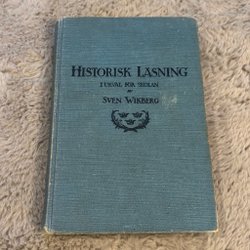 HISTORISK LÄSNING
I URVAL FÖR SKOLAN
AV
SVEN WIKBERG